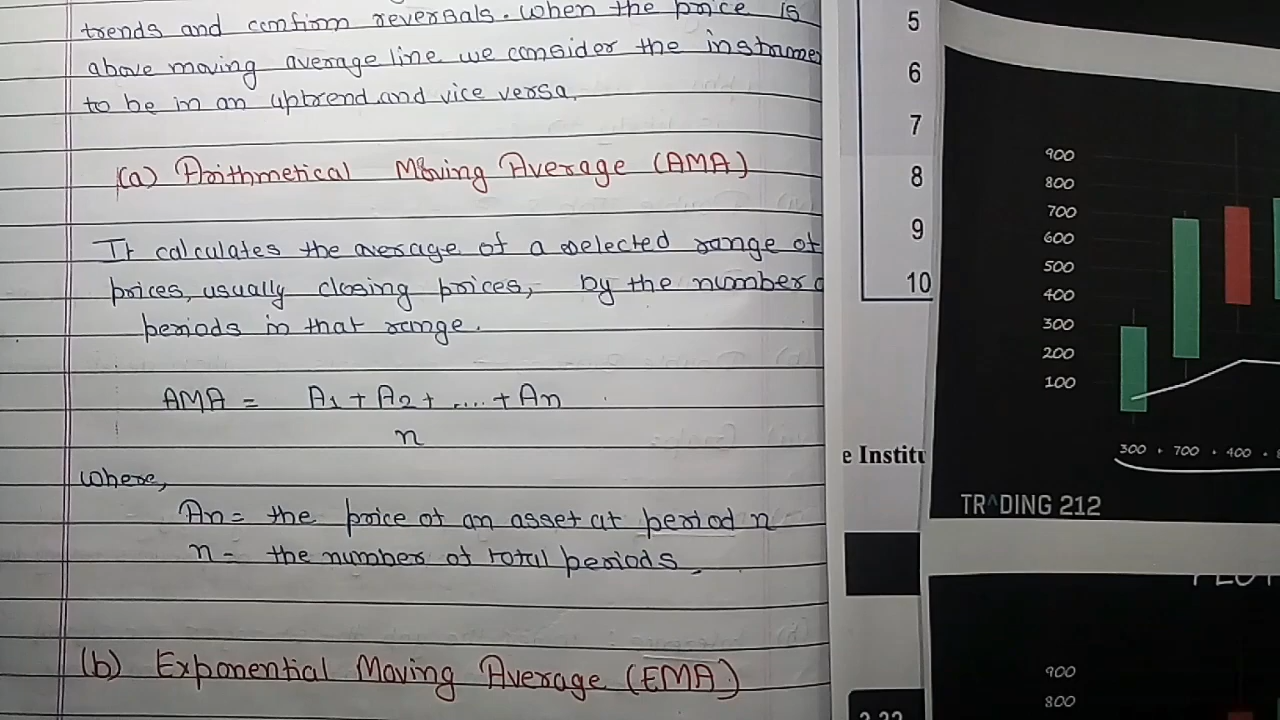 trends and confirm reversals. When the price is
above moving average line we consider the instrumen
to be in an uptrend and vice versa.
(a) Arithmetical Moving Average (AMA)
It calculates the average of a selected range of
prices, usually closing prices, by the number o
periods in that range.
AMA = A1 + A2 + .... + An
n
where,
An = the price of an asset at period n
n = the number of total periods.
(b) Exponential Moving Average (EMA)
5
6
7
8
9
10
e Institu
900
800
700
600
500
400
300
200
100
300 • 700 • 400 •
TRADING 212
900
800